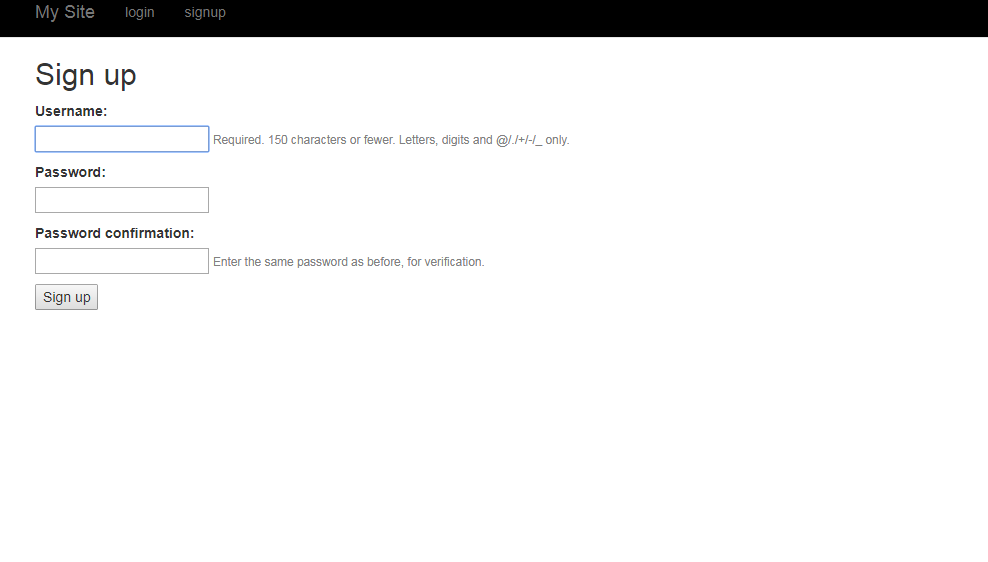 My Site login signup
Sign up
Username:
Required. 150 characters or fewer. Letters, digits and @/./+/-/_ only.
Password:
Password confirmation:
Enter the same password as before, for verification.
Sign up